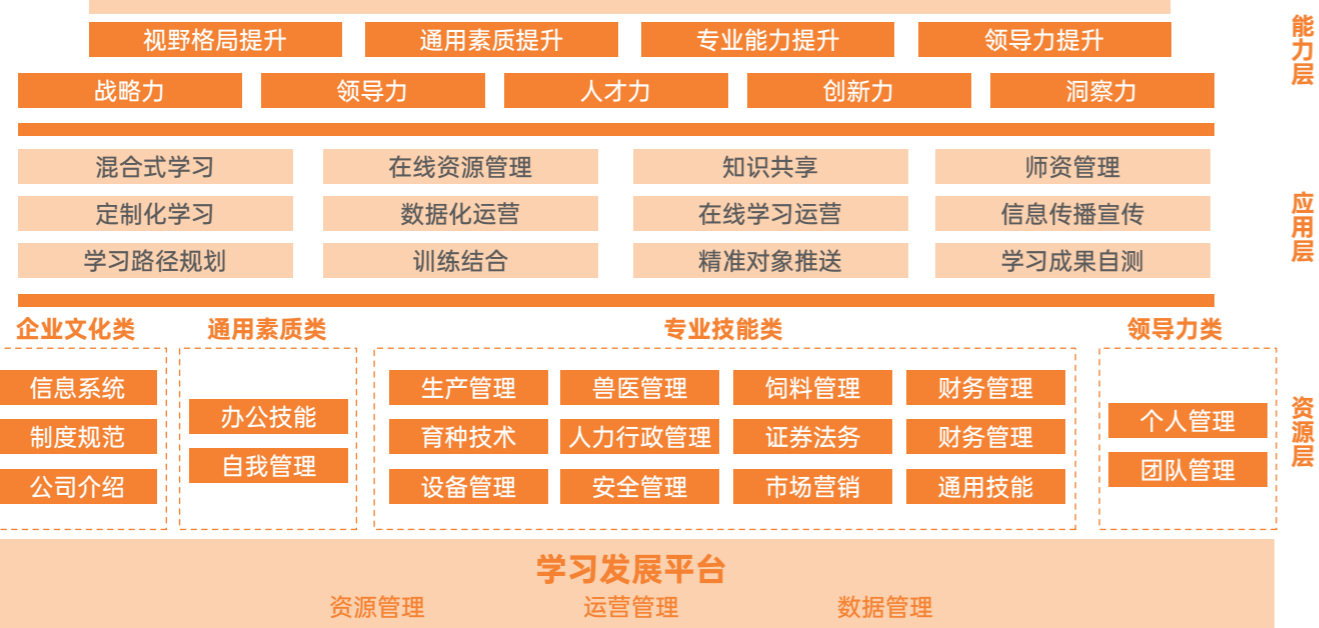 视野格局提升 通用素质提升 专业能力提升 领导力提升
能力层
战略力 领导力 人才力 创新力 洞察力
混合式学习 在线资源管理 知识共享 师资管理
定制化学习 数据化运营 在线学习运营 信息传播宣传
应用层
学习路径规划 训练结合 精准对象推送 学习成果自测
企业文化类 通用素质类 专业技能类 领导力类
信息系统
制度规范
公司介绍
办公技能
自我管理
生产管理 兽医管理 饲料管理 财务管理
育种技术 人力行政管理 证券法务 财务管理
设备管理 安全管理 市场营销 通用技能
个人管理
团队管理
资源层
学习发展平台
资源管理 运营管理 数据管理